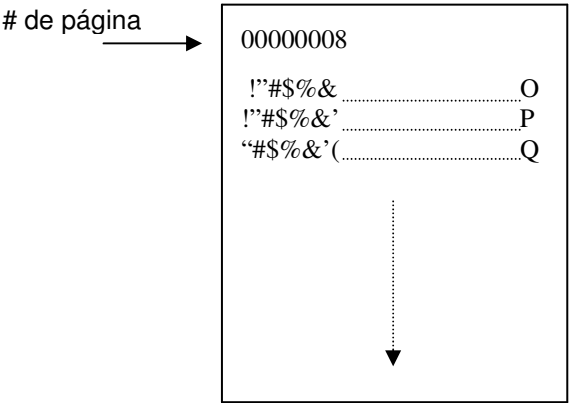 # de página
00000008
!”#$%& ........................................ O
!”#$%&’ ........................................ P
“#$%&’( ........................................ Q